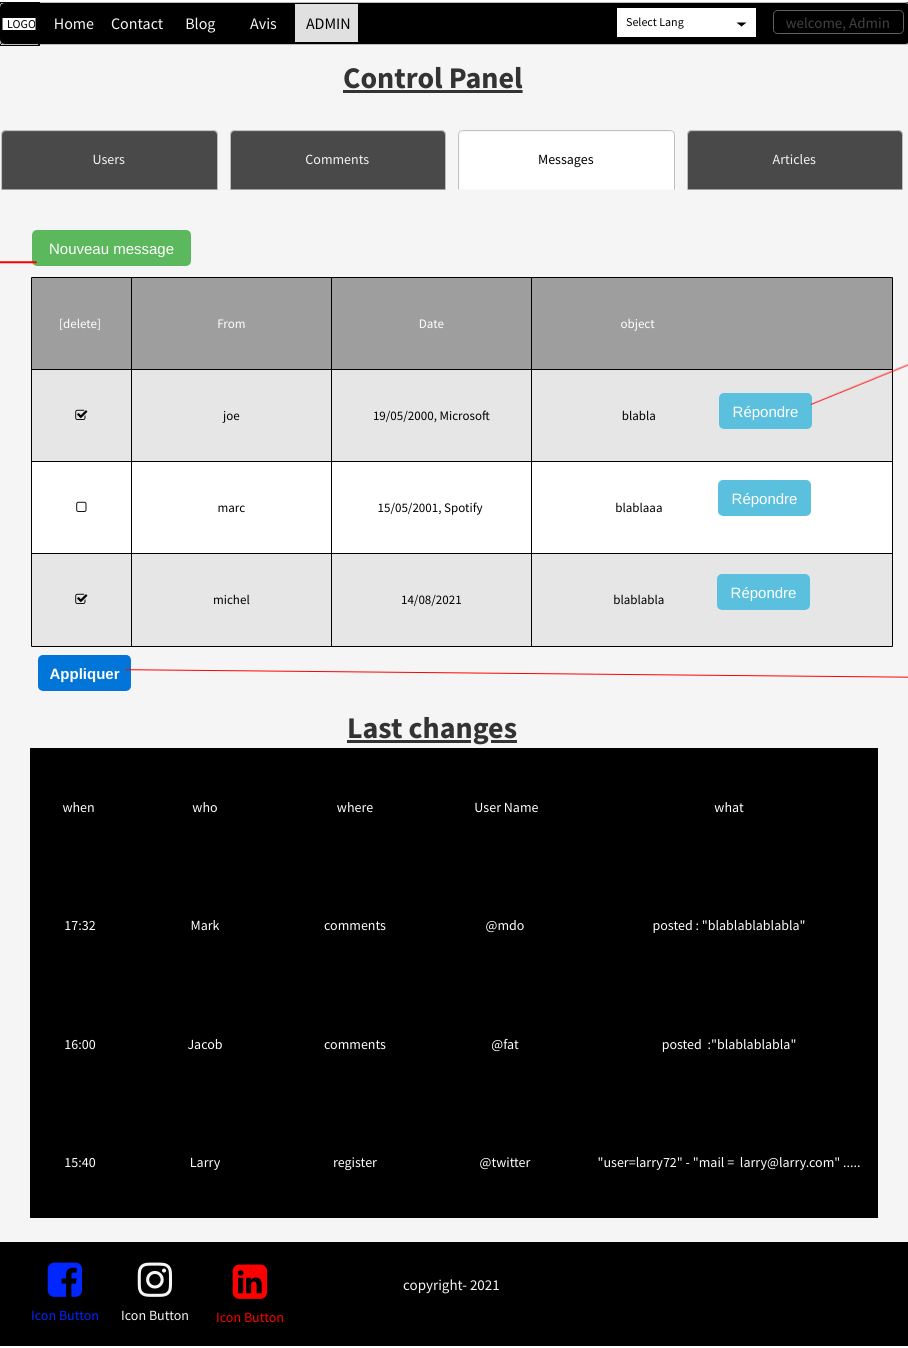 LOGO Home Contact Blog Avis ADMIN Select Lang welcome, Admin
Control Panel
Users Comments Messages Articles
Nouveau message
[delete] From Date object
joe 19/05/2000, Microsoft blabla Répondre
marc 15/05/2001, Spotify blablaaa Répondre
michel 14/08/2021 blablabla Répondre
Appliquer
Last changes
when who where User Name what
17:32 Mark comments @mdo posted : "blablablablabla"
16:00 Jacob comments @fat posted :"blablablabla"
15:40 Larry register @twitter "user=larry72" - "mail = larry@larry.com" .....
copyright- 2021
Icon Button Icon Button Icon Button